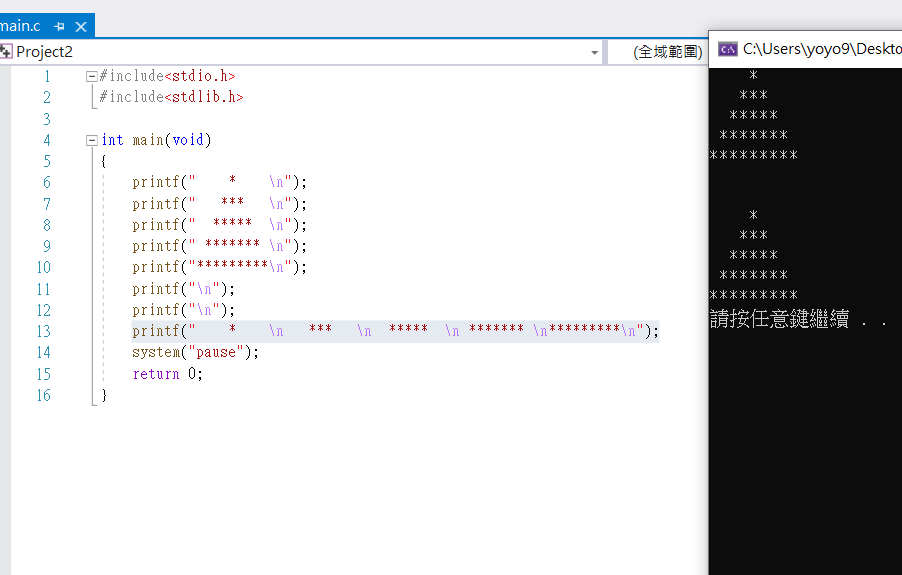 main.c
Project2
(全域範圍)
1 #include<stdio.h>
2 #include<stdlib.h>
3
4 int main(void)
5 {
6     printf("    *    \n");
7     printf("   ***   \n");
8     printf("  *****  \n");
9     printf(" ******* \n");
10     printf("*********\n");
11     printf("\n");
12     printf("\n");
13     printf("    *    \n   ***   \n  *****  \n ******* \n*********\n");
14     system("pause");
15     return 0;
16 }
C:\Users\yoyo9\Deskto
    *
   ***
  *****
 *******
*********


    *
   ***
  *****
 *******
*********
請按任意鍵繼續 . .